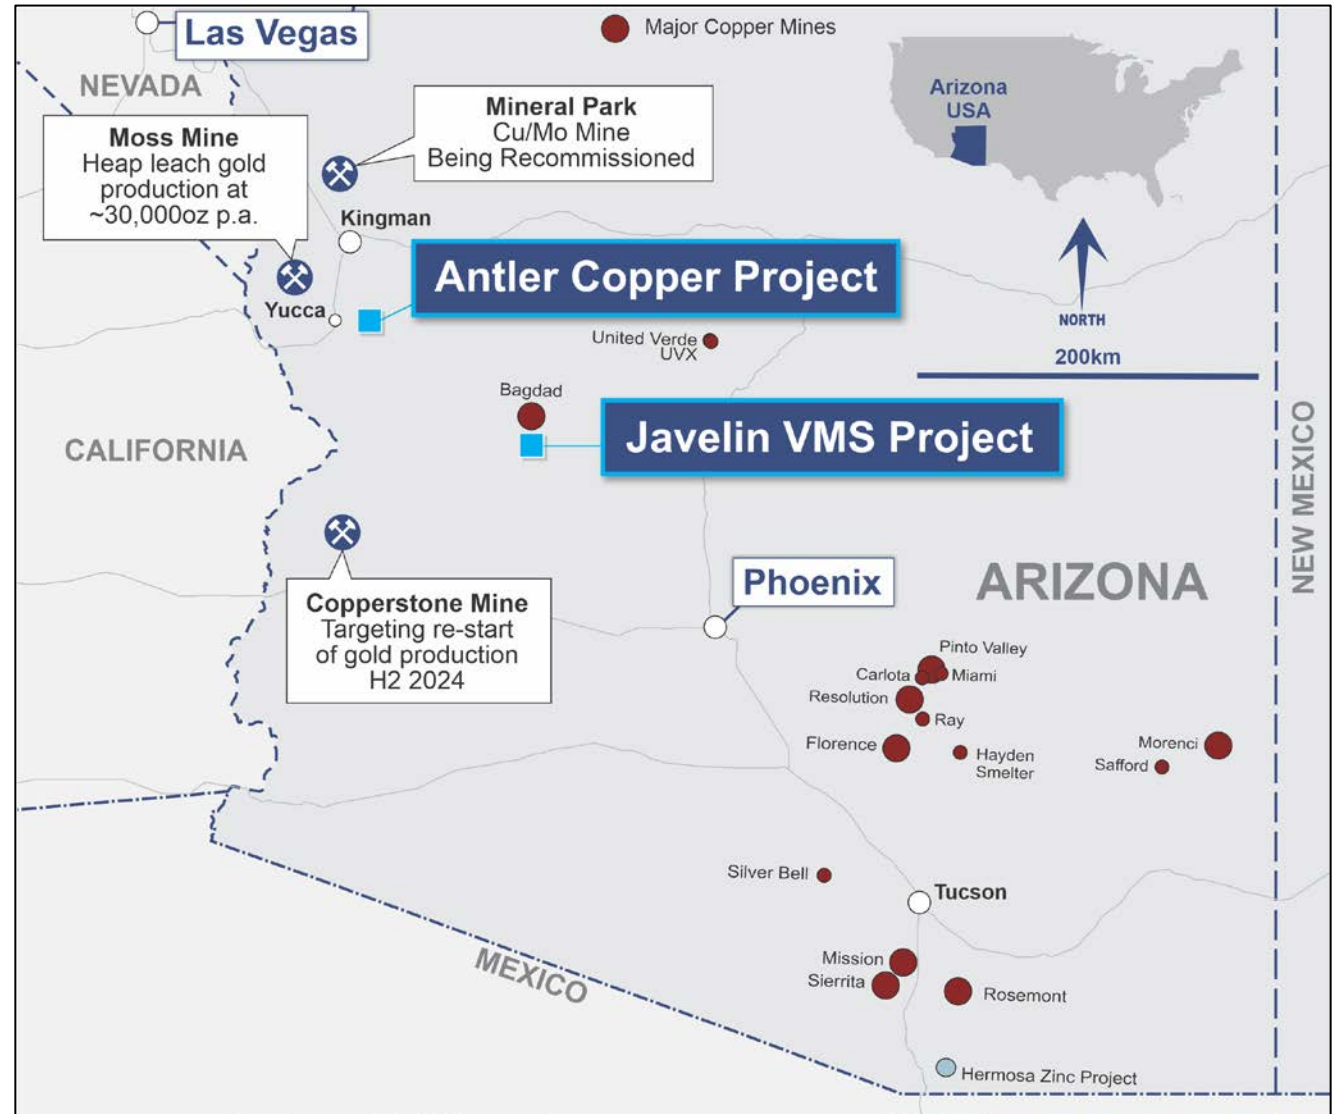 Las Vegas
Major Copper Mines
NEVADA
Arizona
USA
Mineral Park
Cu/Mo Mine
Being Recommissioned
Moss Mine
Heap leach gold
production at
~30,000oz p.a.
Kingman
Antler Copper Project
Yucca
NORTH
200km
United Verde
UVX
Bagdad
Javelin VMS Project
CALIFORNIA
NEW MEXICO
ARIZONA
Phoenix
Copperstone Mine
Targeting re-start
of gold production
H2 2024
Pinto Valley
Carlota
Miami
Resolution
Ray
Florence
Hayden
Smelter
Morenci
Safford
Silver Bell
Tucson
Mission
Sierrita
Rosemont
MEXICO
Hermosa Zinc Project